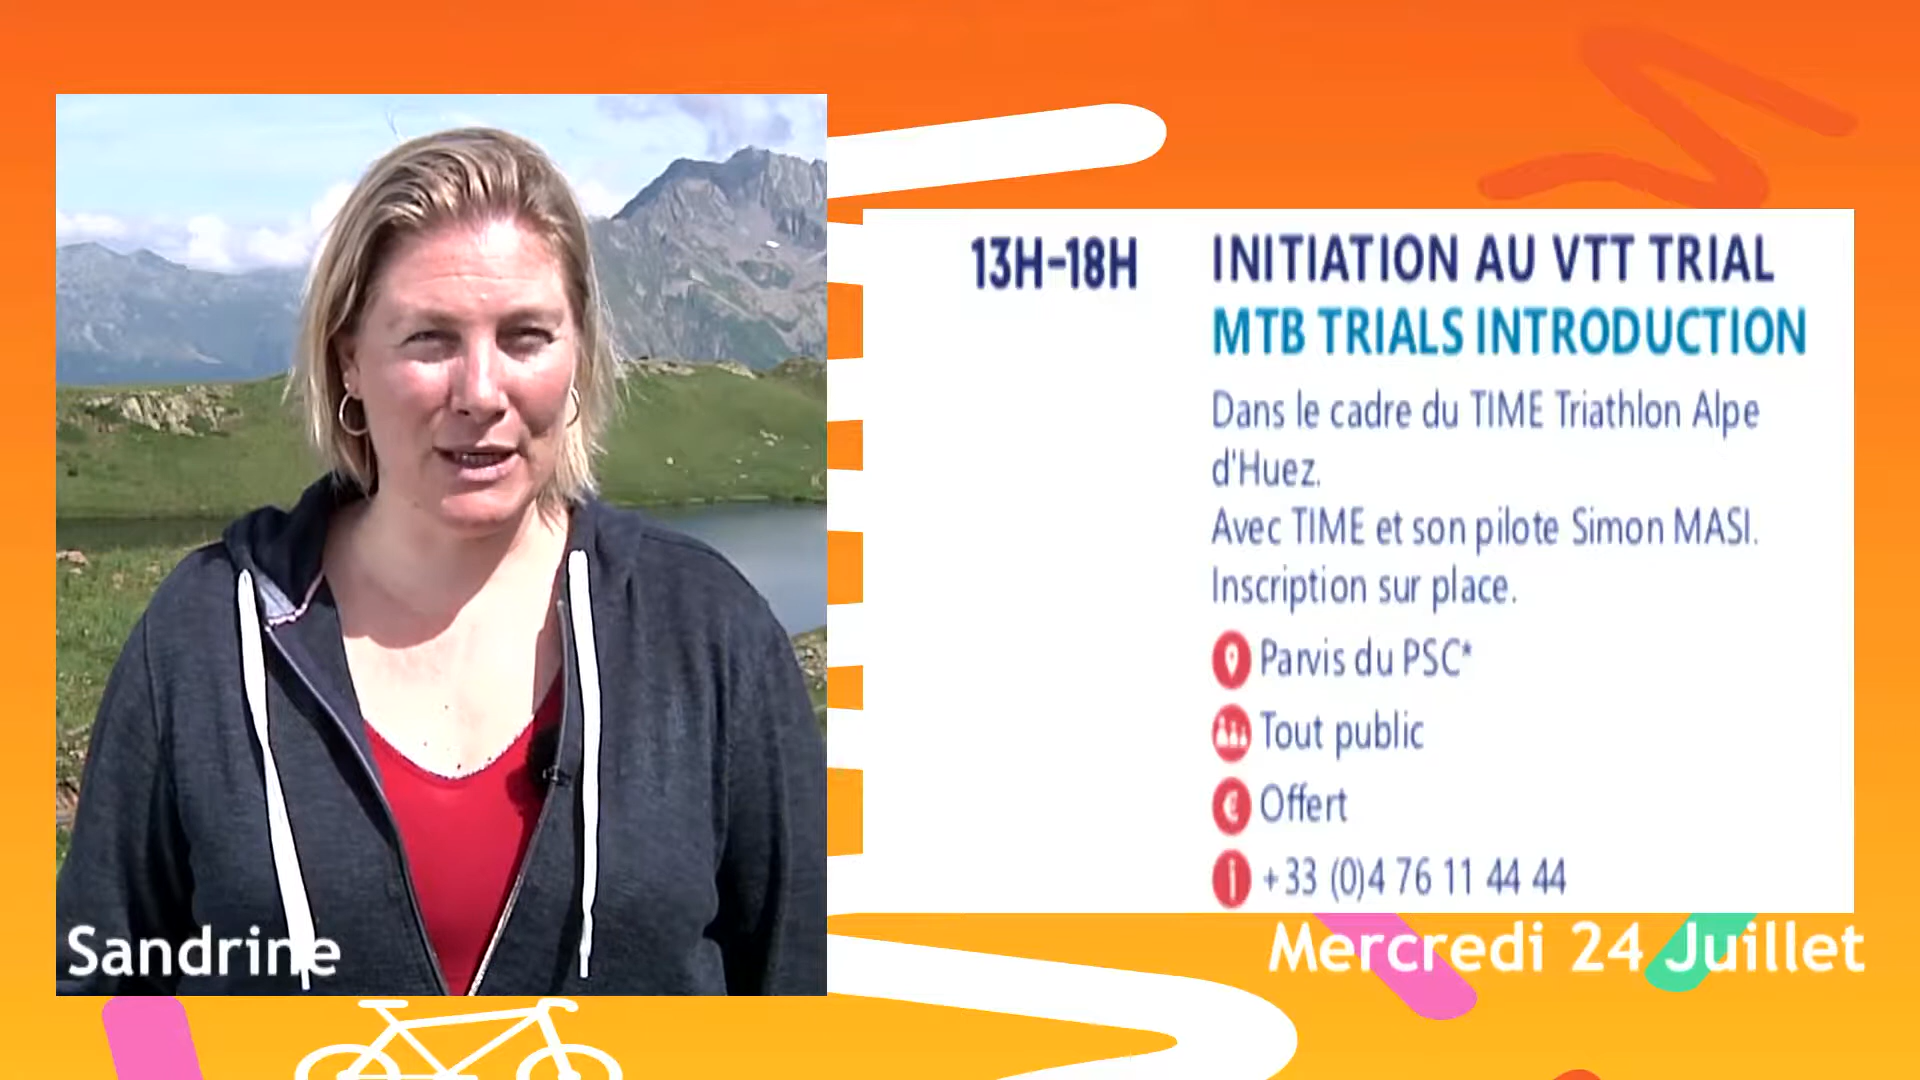 13H-18H
INITIATION AU VTT TRIAL
MTB TRIALS INTRODUCTION
Dans le cadre du TIME Triathlon Alpe
d'Huez.
Avec TIME et son pilote Simon MASI.
Inscription sur place.
Parvis du PSC*
Tout public
Offert
+33 (0)4 76 11 44 44
Sandrine
Mercredi 24 Juillet